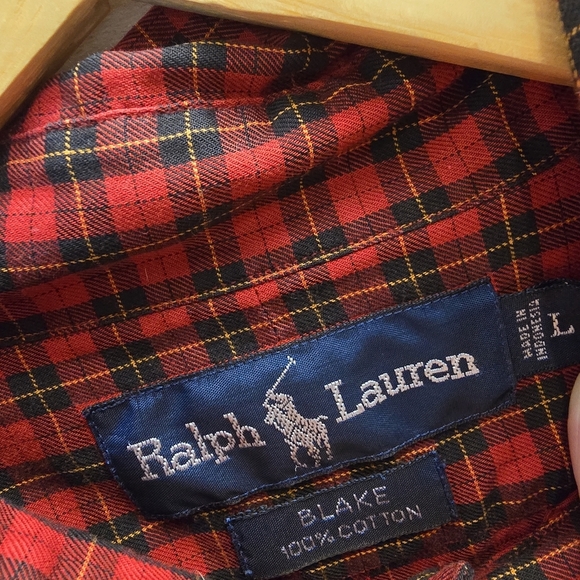 Ralph Lauren
MADE IN
INDONESIA
L
BLAKE
100% COTTON